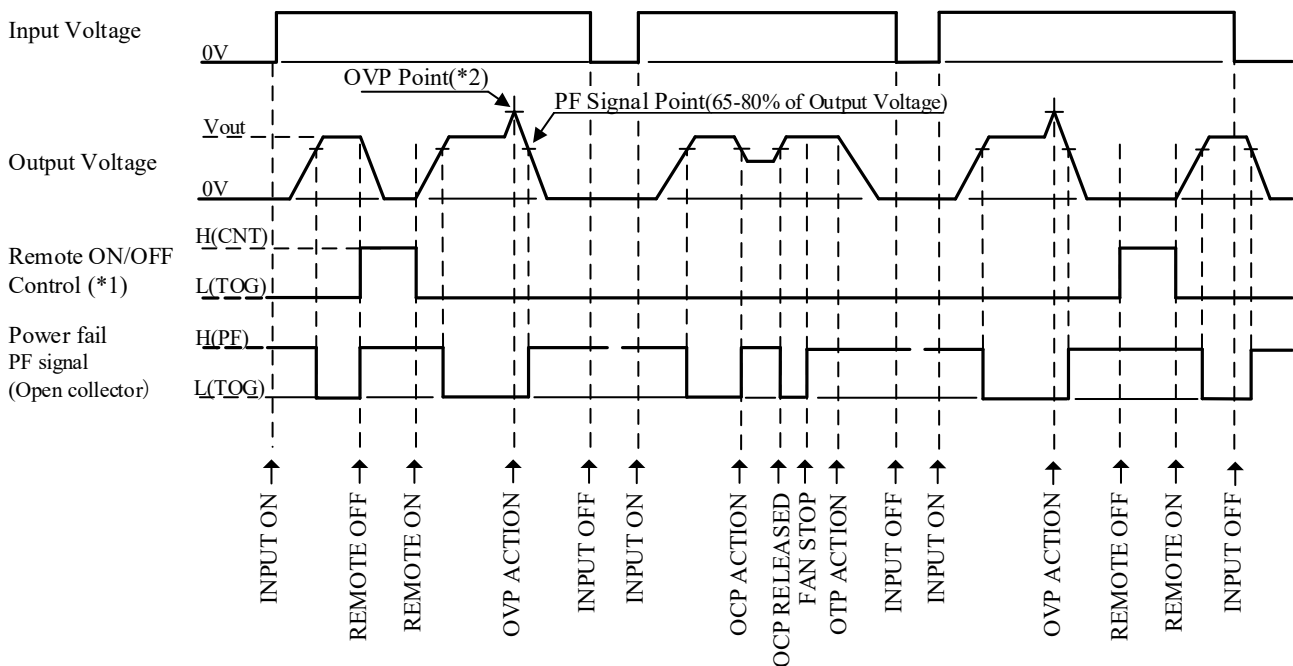 Input Voltage
0V
OVP Point(*2)
PF Signal Point(65-80% of Output Voltage)
Vout
Output Voltage
0V
H(CNT)
Remote ON/OFF
Control (*1)
L(TOG)
Power fail
PF signal
(Open collector)
H(PF)
L(TOG)
INPUT ON
REMOTE OFF
REMOTE ON
OVP ACTION
INPUT OFF
INPUT ON
OCP ACTION
OCP RELEASED
FAN STOP
OTP ACTION
INPUT OFF
INPUT ON
OVP ACTION
REMOTE OFF
REMOTE ON
INPUT OFF